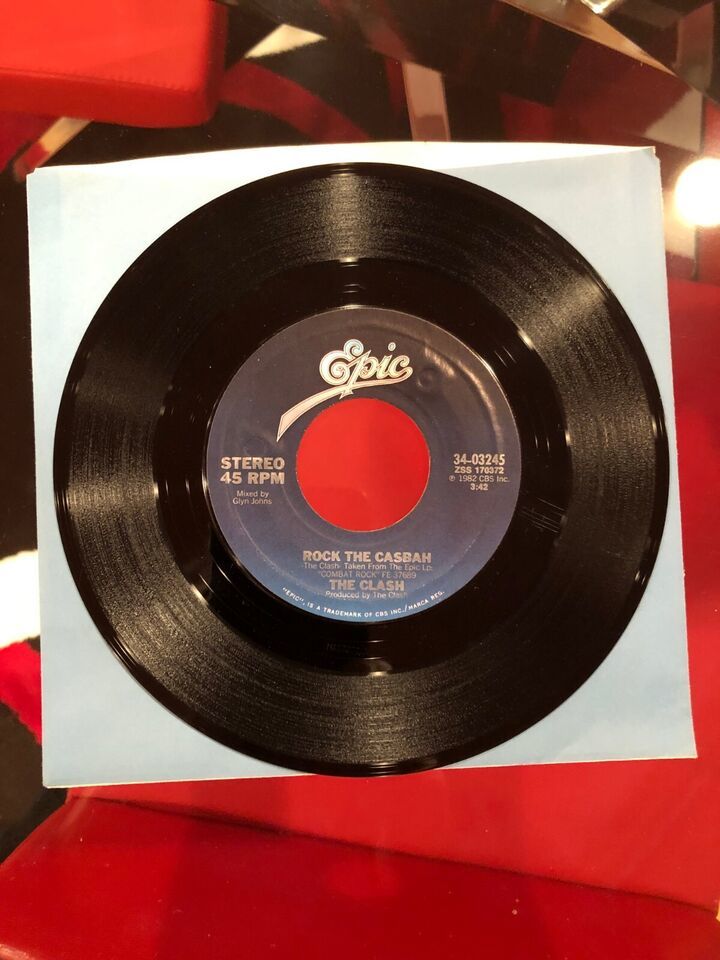 Epic
STEREO
45 RPM
Mixed by
Glyn Johns
34-03245
ZSS 170372
℗ 1982 CBS Inc.
3:42
ROCK THE CASBAH
-The Clash- Taken From The Epic Lp:
"COMBAT ROCK" FE 37689
THE CLASH
Produced by The Clash
"EPIC", IS A TRADEMARK OF CBS INC./MARCA REG.